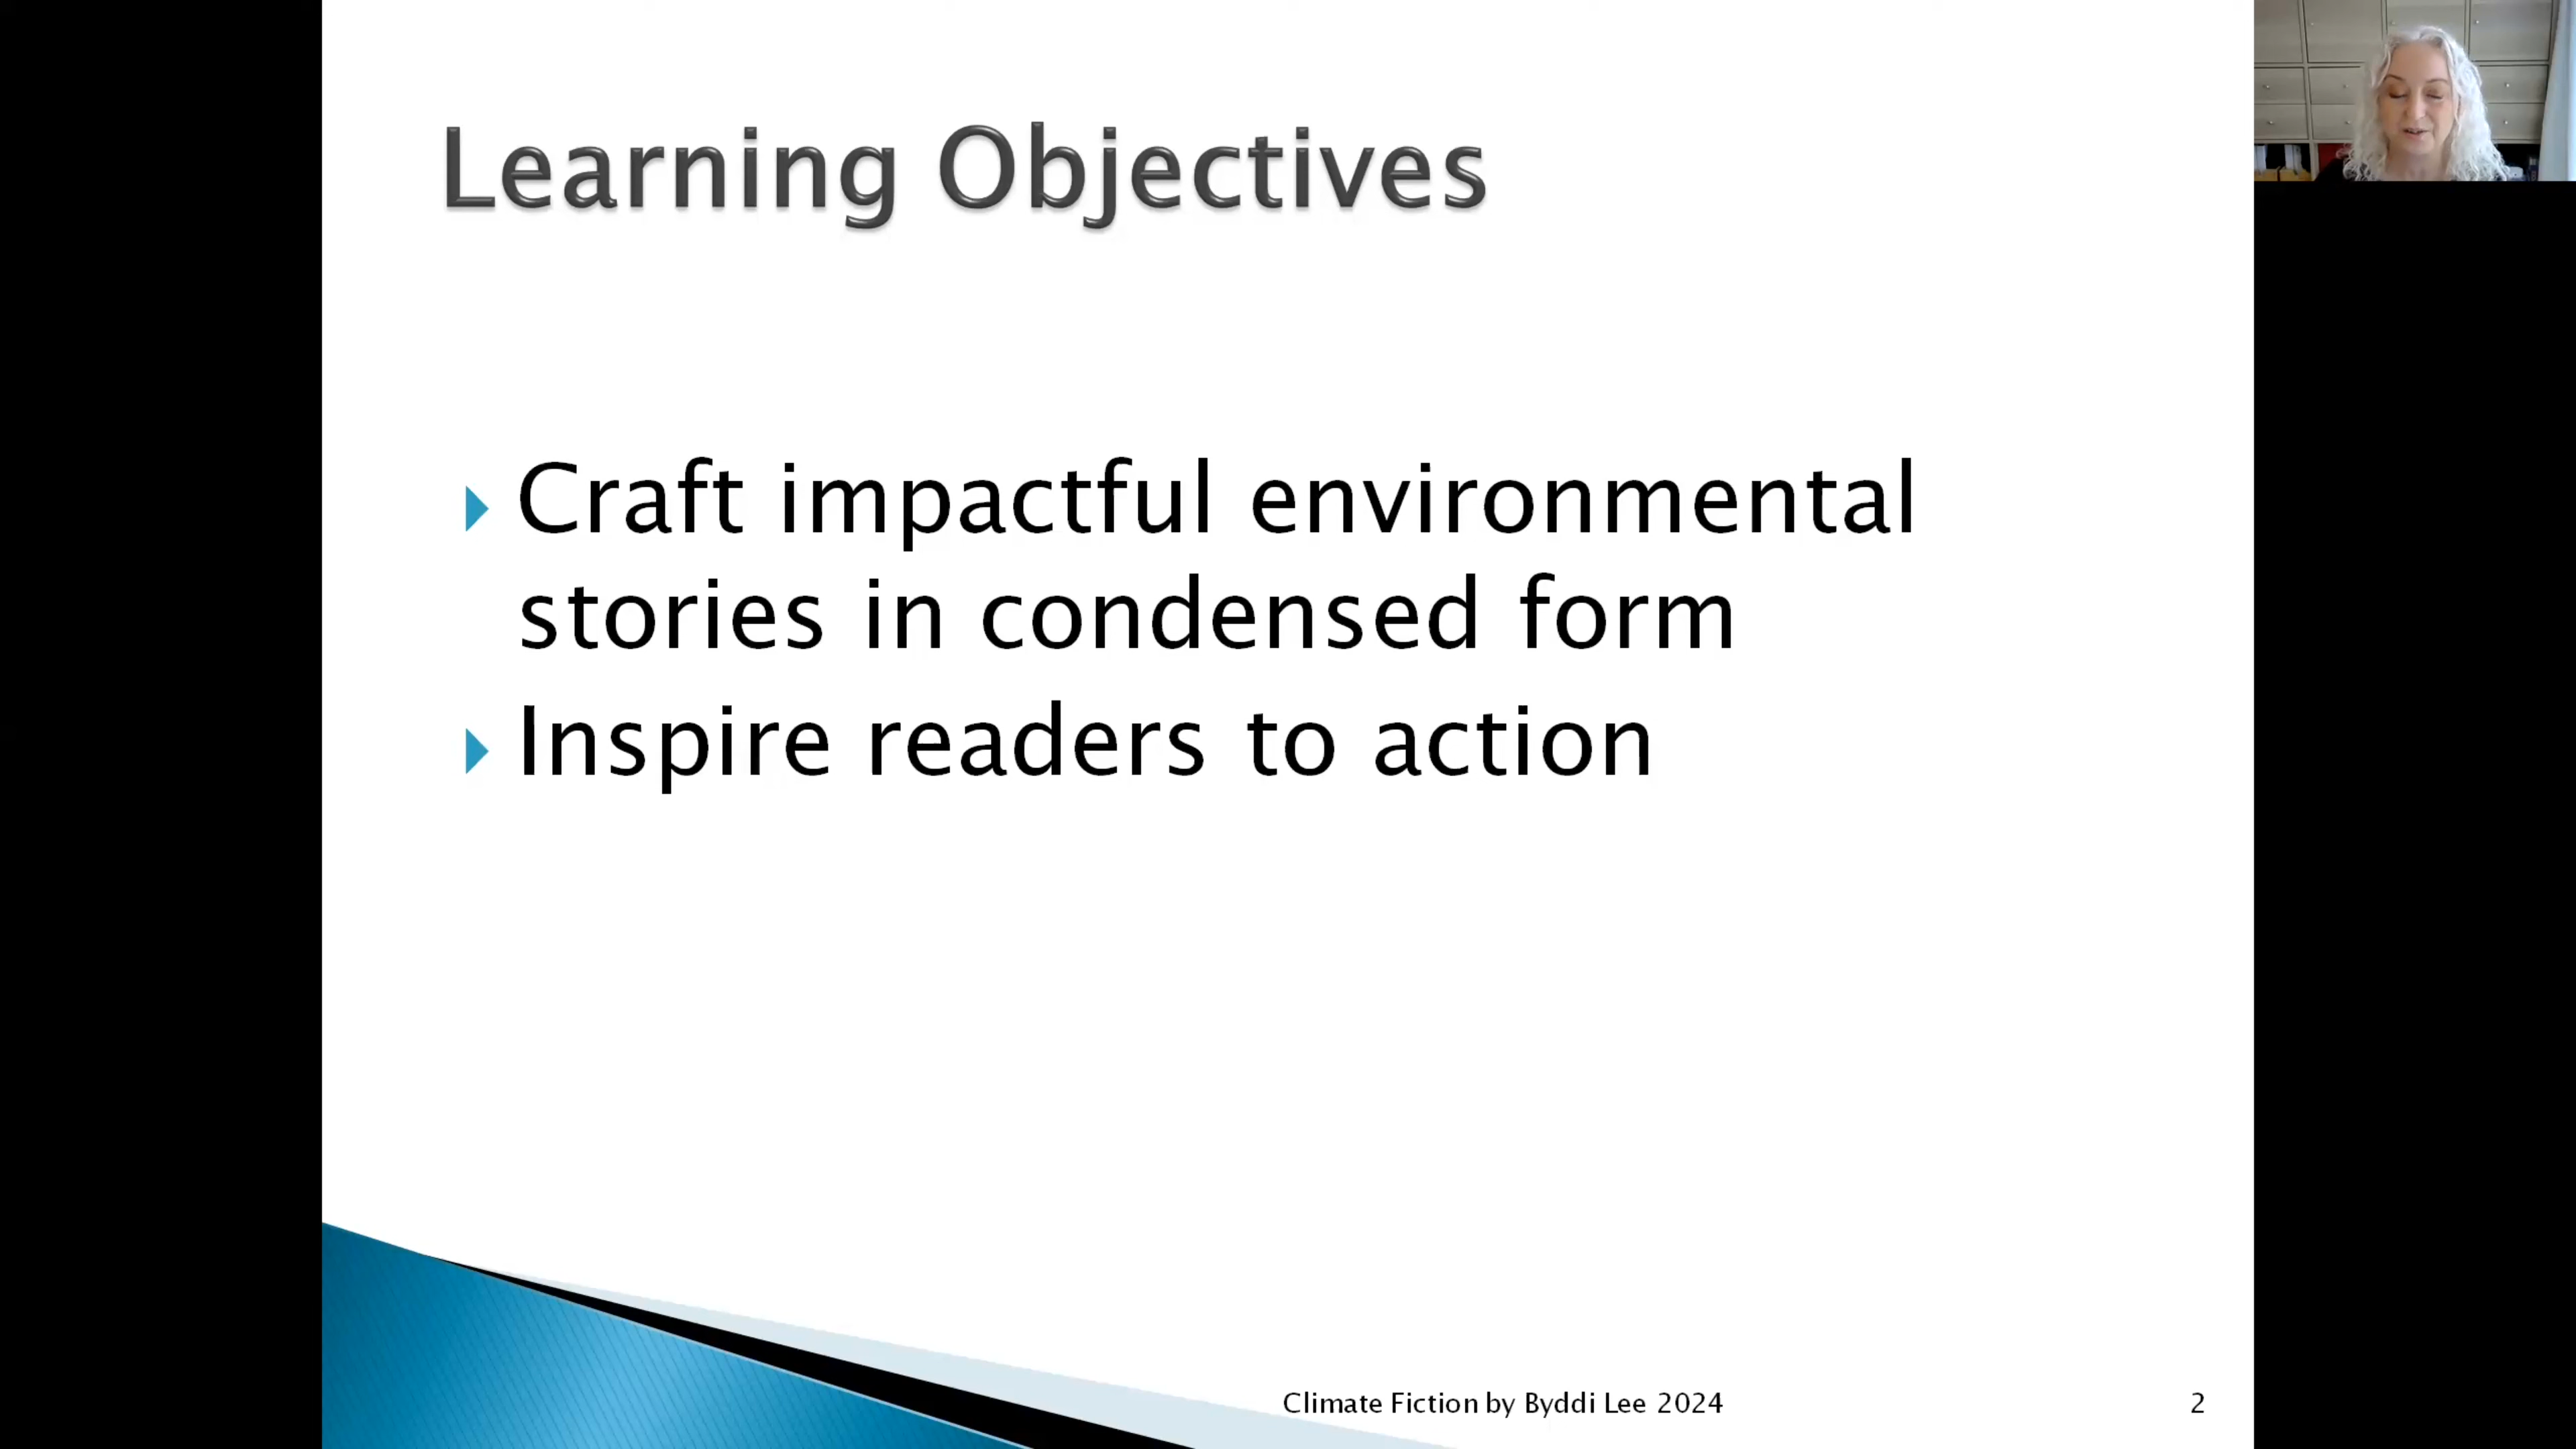 Learning Objectives
Craft impactful environmental
stories in condensed form
Inspire readers to action
Climate Fiction by Byddi Lee 2024
2